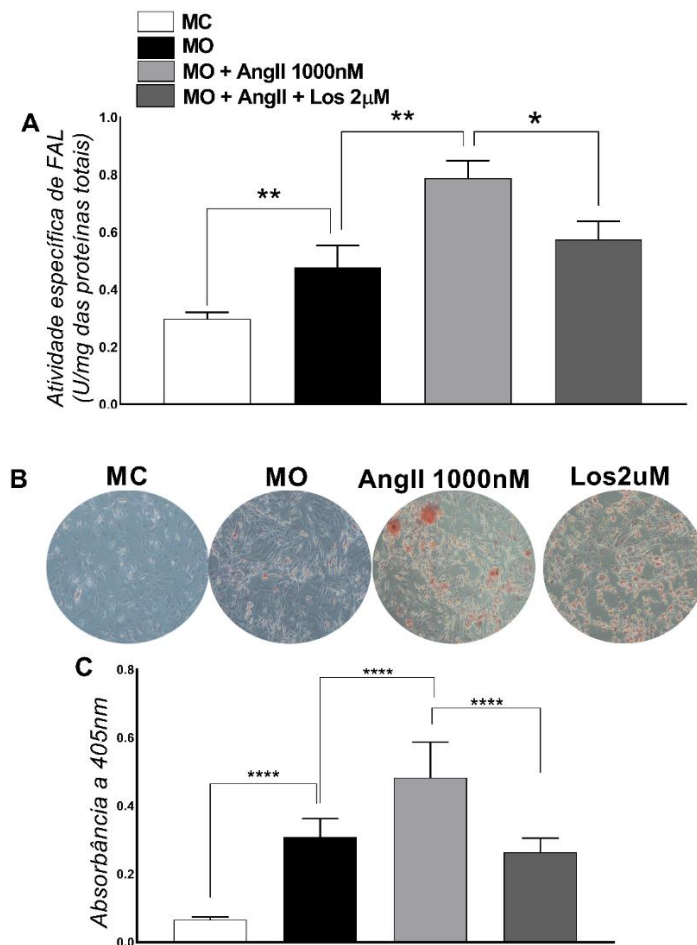 MC
MO
MO + AngII 1000nM
MO + AngII + Los 2μM
A
Atividade específica de FAL
(U/mg das proteínas totais)
1.0
0.8
0.6
0.4
0.2
0.0
**
**
*
B
MC
MO
AngII 1000nM
Los2uM
C
Absorbância a 405nm
0.8
0.6
0.4
0.2
0.0
****
****
****